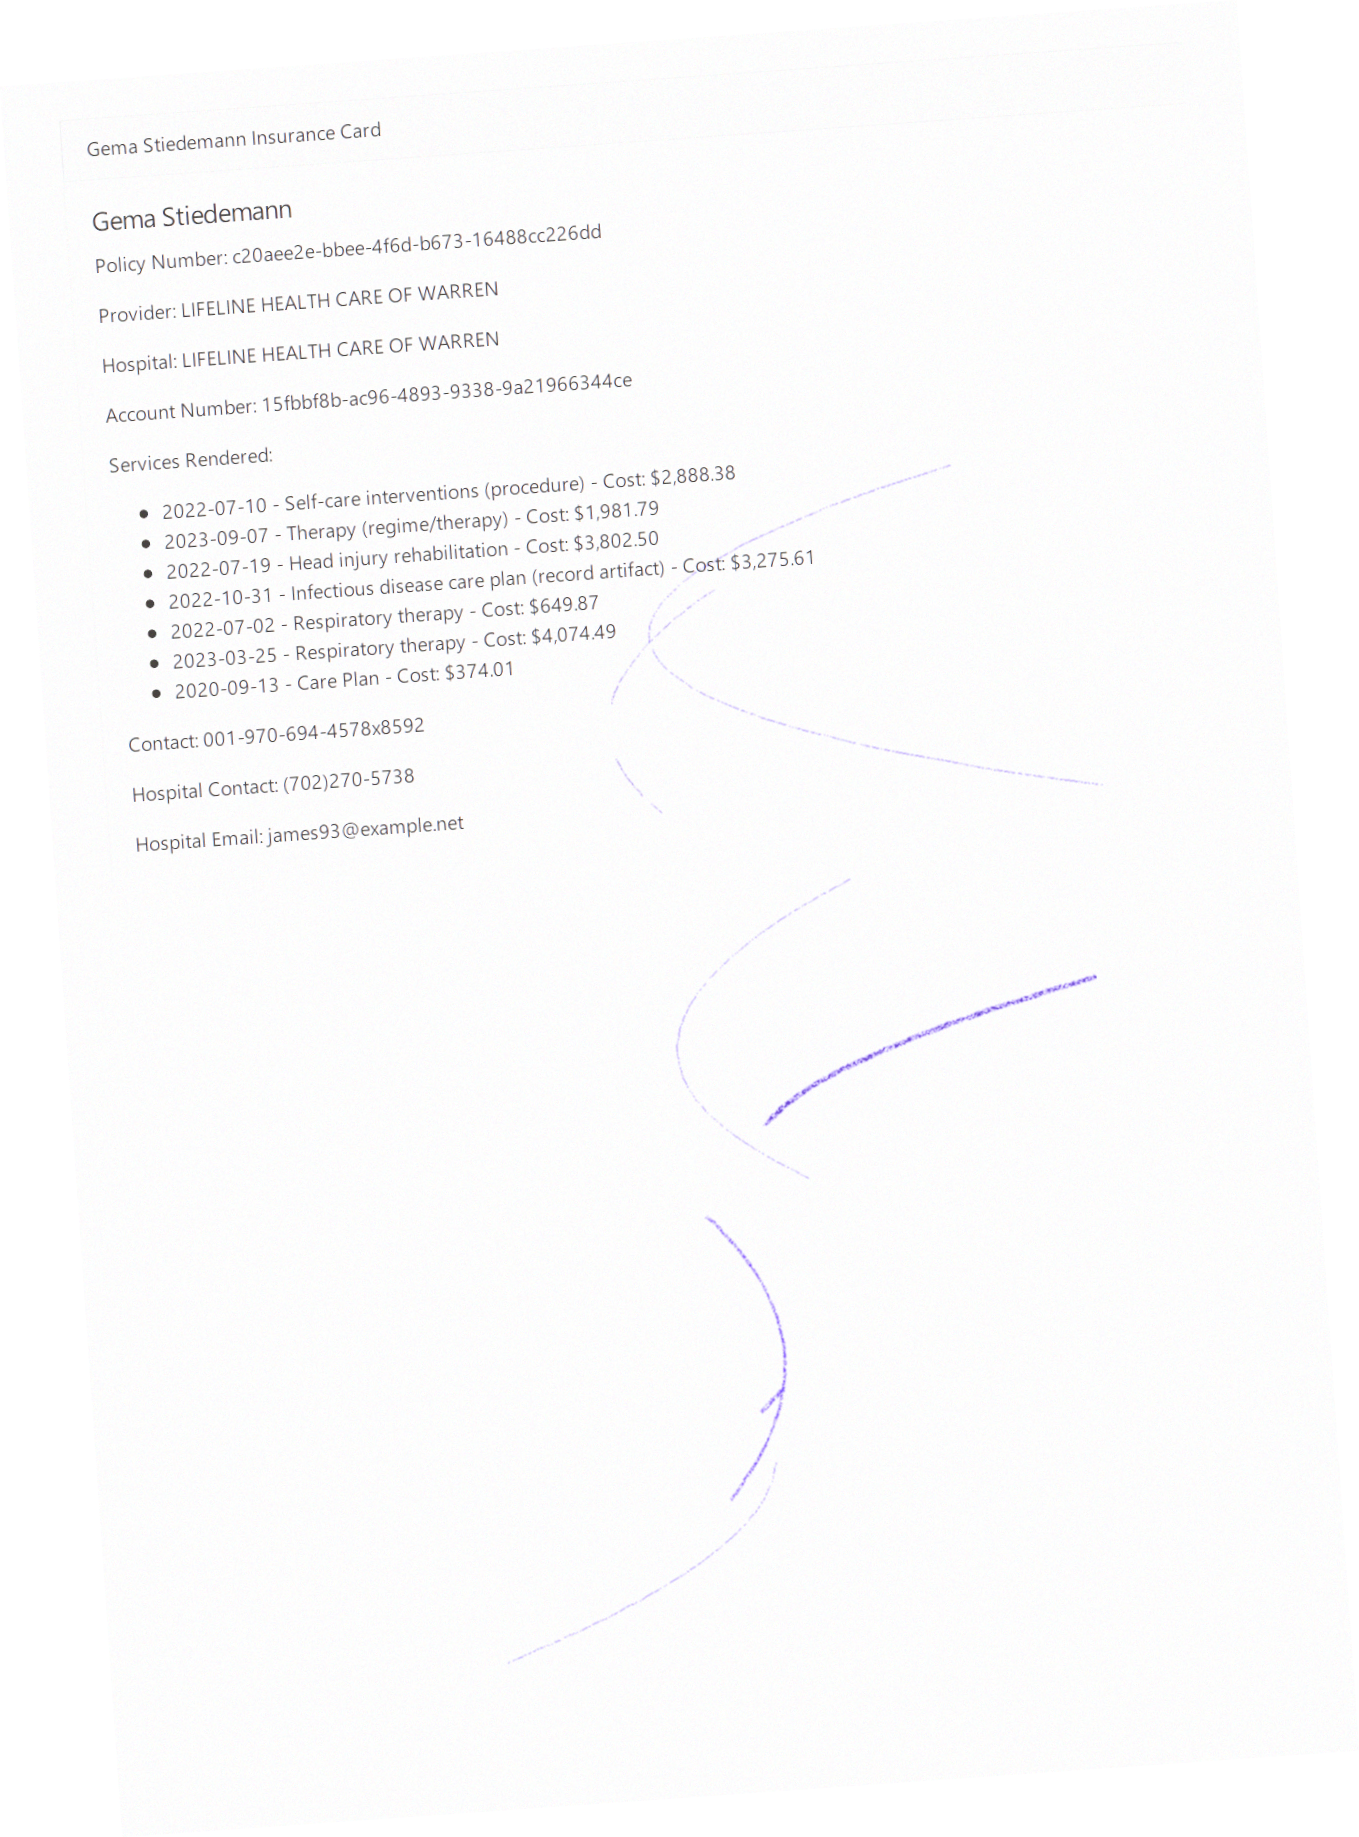 Gema Stiedemann Insurance Card
Gema Stiedemann
Policy Number: c20aee2e-bbee-4f6d-b673-16488cc226dd
Provider: LIFELINE HEALTH CARE OF WARREN
Hospital: LIFELINE HEALTH CARE OF WARREN
Account Number: 15fbbf8b-ac96-4893-9338-9a21966344ce
Services Rendered:
● 2022-07-10 - Self-care interventions (procedure) - Cost: $2,888.38
● 2023-09-07 - Therapy (regime/therapy) - Cost: $1,981.79
● 2022-07-19 - Head injury rehabilitation - Cost: $3,802.50
● 2022-10-31 - Infectious disease care plan (record artifact) - Cost: $3,275.61
● 2022-07-02 - Respiratory therapy - Cost: $649.87
● 2023-03-25 - Respiratory therapy - Cost: $4,074.49
● 2020-09-13 - Care Plan - Cost: $374.01
Contact: 001-970-694-4578x8592
Hospital Contact: (702)270-5738
Hospital Email: james93@example.net